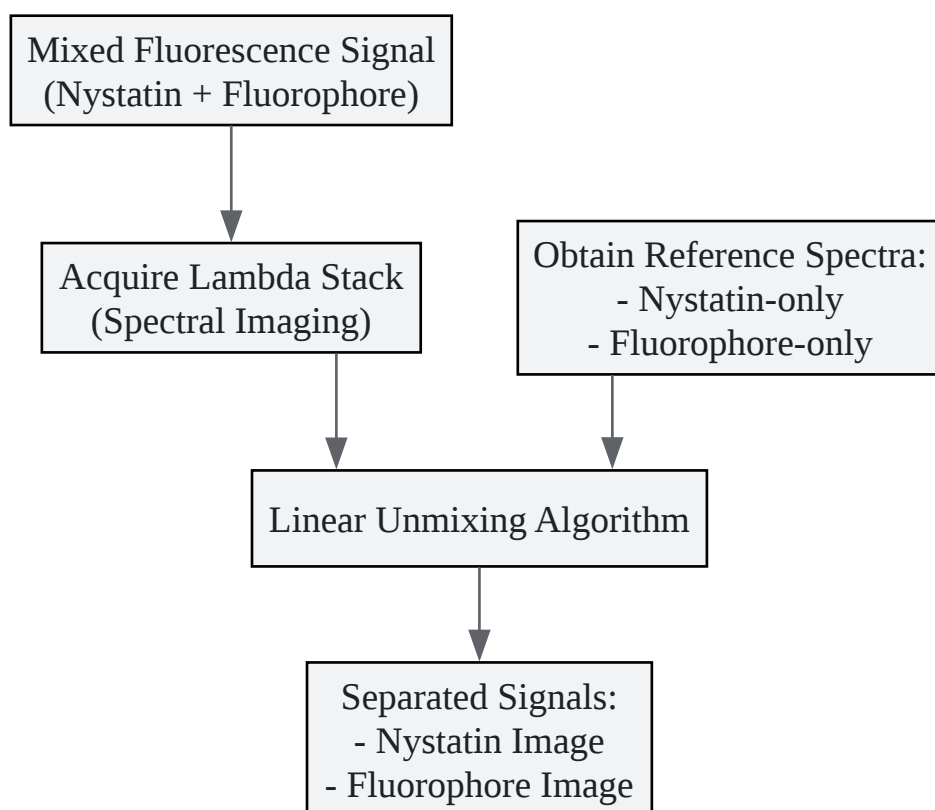 Mixed Fluorescence Signal
(Nystatin + Fluorophore)
Acquire Lambda Stack
(Spectral Imaging)
Obtain Reference Spectra:
- Nystatin-only
- Fluorophore-only
Linear Unmixing Algorithm
Separated Signals:
- Nystatin Image
- Fluorophore Image